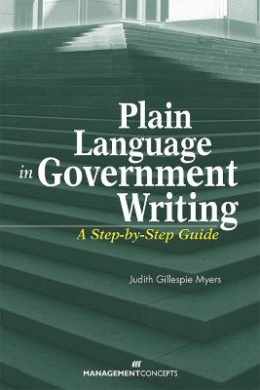 Plain
Language
in Government
Writing
A Step-by-Step Guide
Judith Gillespie Myers
MANAGEMENTCONCEPTS